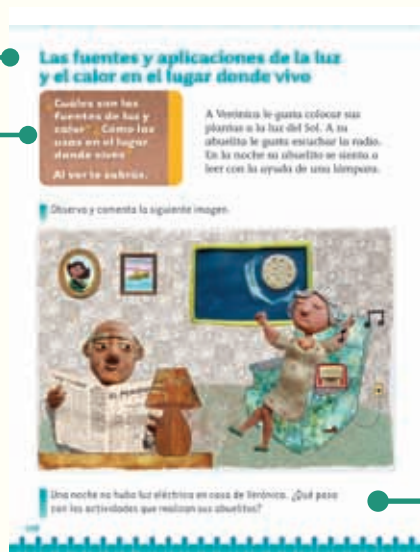 Las fuentes y aplicaciones de la luz
y el calor en el lugar donde vivo
¿Cuáles son las
fuentes de luz y
calor? ¿Cómo las
usas en el lugar
donde vives?
Al ver te sabrás.
A Verónica le gusta colocar sus
plantas a la luz del Sol. A su
abuelita le gusta escuchar la radio.
En la noche su abuelito se sienta a
leer con la ayuda de una lámpara.
Observa y comenta la siguiente imagen.
Una noche no hubo luz eléctrica en casa de Verónica. ¿Qué pasa
con las actividades que realizan sus abuelitos?